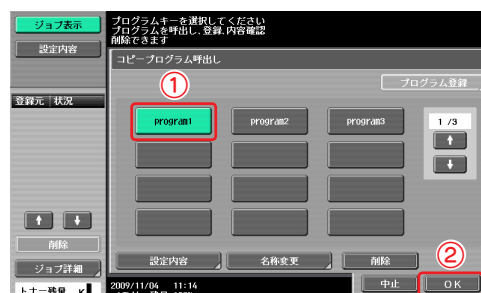 ジョブ表示
設定内容
登録元 状況
削除
ジョブ詳細
トナー残量 K
プログラムキーを選択してください
プログラムを呼出し、登録、内容確認
削除できます
コピープログラム呼出し
プログラム登録
①
program1 program2 program3
1 /3
設定内容 名称変更 削除
②
2009/11/04 11:14
中止 OK